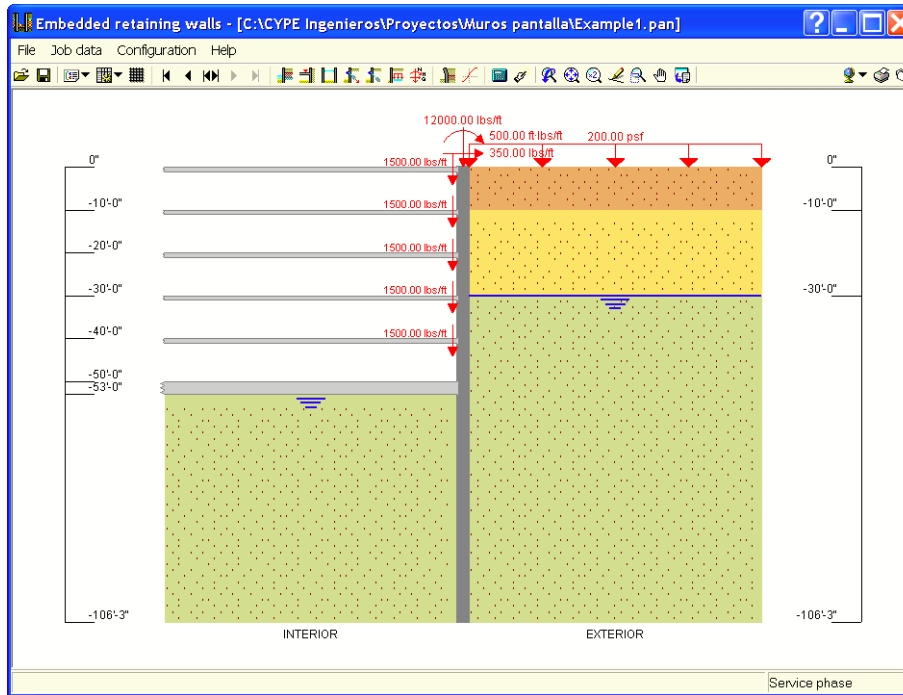 Embedded retaining walls - [C:\CYPE Ingenieros\Proyectos\Muros pantalla\Example1.pan]
File Job data Configuration Help
12000.00 lbs/ft
500.00 ft·lbs/ft 200.00 psf
350.00 lbs/ft
0" 1500.00 lbs/ft 0"
-10'-0" 1500.00 lbs/ft -10'-0"
-20'-0" 1500.00 lbs/ft
-30'-0" 1500.00 lbs/ft -30'-0"
-40'-0" 1500.00 lbs/ft
-50'-0"
-53'-0"
-106'-3" -106'-3"
INTERIOR EXTERIOR
Service phase